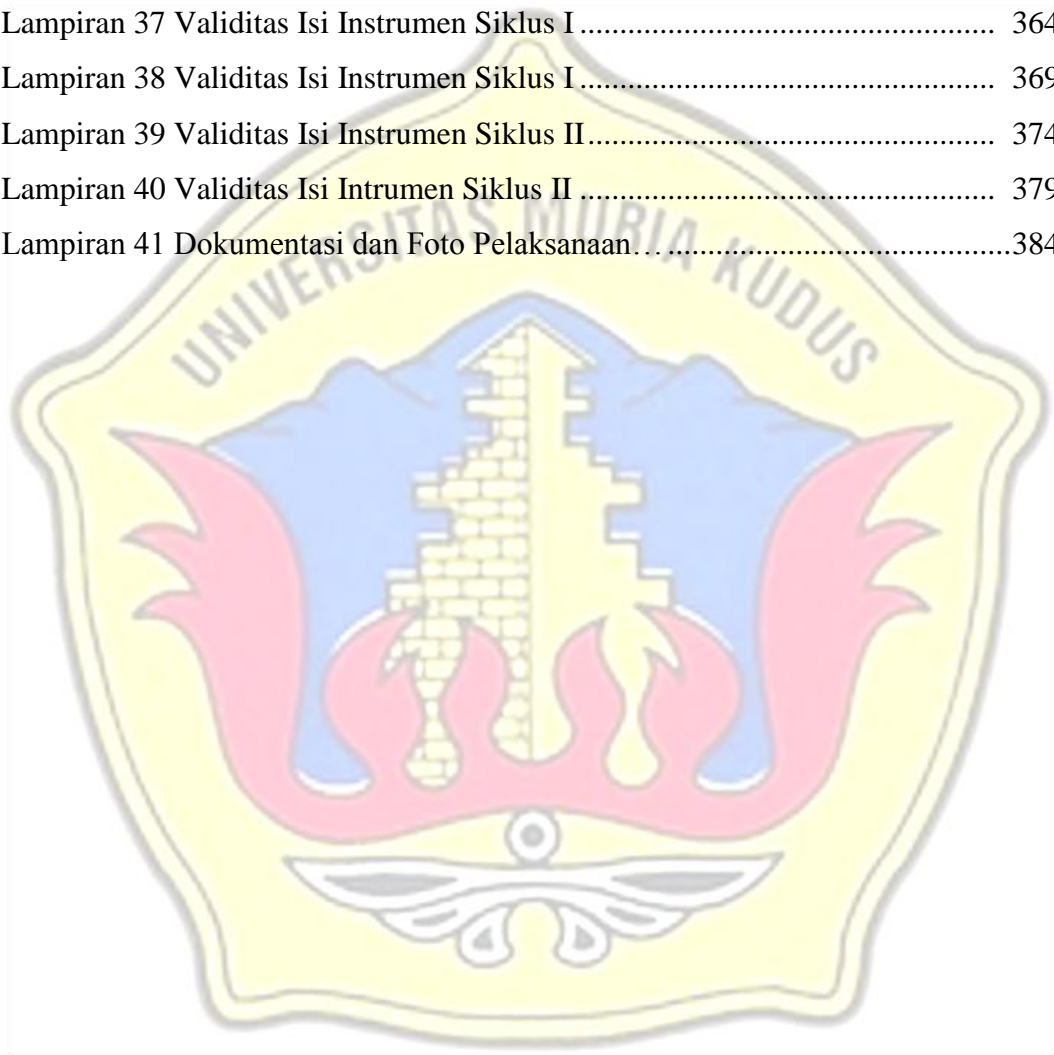 Lampiran 37 Validitas Isi Instrumen Siklus I .................................................... 364
Lampiran 38 Validitas Isi Instrumen Siklus I .................................................... 369
Lampiran 39 Validitas Isi Instrumen Siklus II................................................... 374
Lampiran 40 Validitas Isi Intrumen Siklus II .................................................... 379
Lampiran 41 Dokumentasi dan Foto Pelaksanaan… ...........................................384
UNIVERSITAS MURIA KUDUS